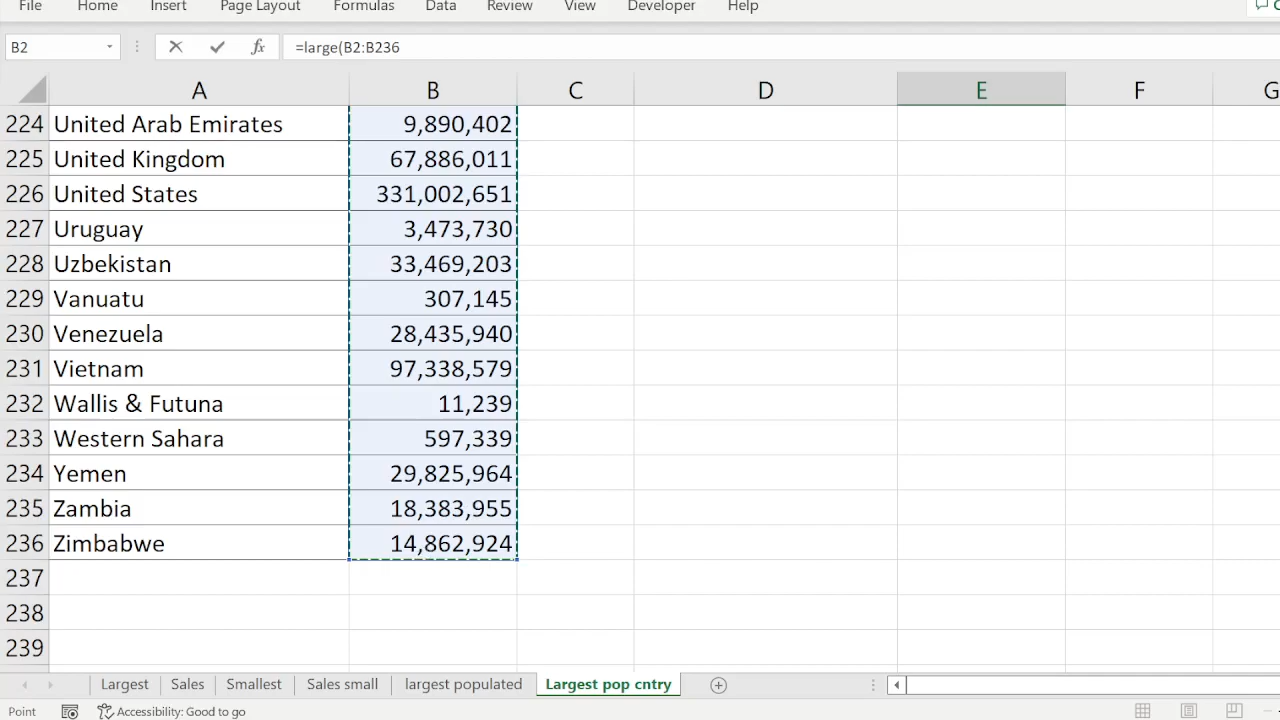 File Home Insert Page Layout Formulas Data Review View Developer Help
B2 fx =large(B2:B236
A B C D E F G
224 United Arab Emirates 9,890,402
225 United Kingdom 67,886,011
226 United States 331,002,651
227 Uruguay 3,473,730
228 Uzbekistan 33,469,203
229 Vanuatu 307,145
230 Venezuela 28,435,940
231 Vietnam 97,338,579
232 Wallis & Futuna 11,239
233 Western Sahara 597,339
234 Yemen 29,825,964
235 Zambia 18,383,955
236 Zimbabwe 14,862,924
237
238
239
Largest Sales Smallest Sales small largest populated Largest pop cntry
Point Accessibility: Good to go